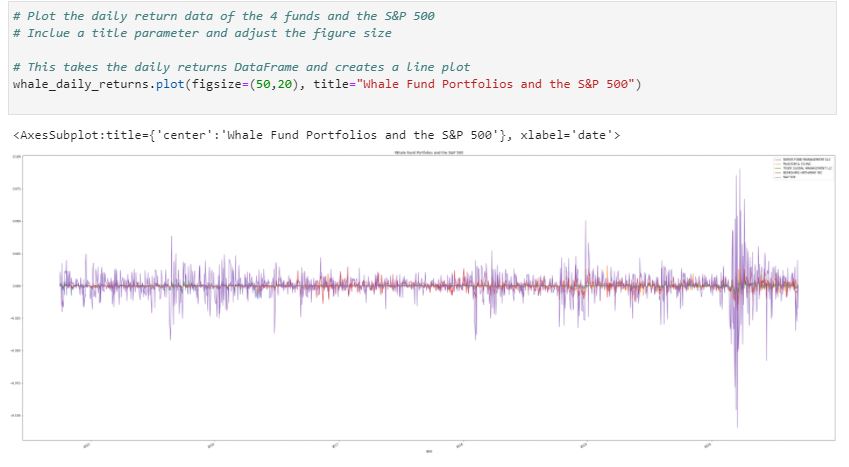 # Plot the daily return data of the 4 funds and the S&P 500
# Inclue a title parameter and adjust the figure size
# This takes the daily returns DataFrame and creates a line plot
whale_daily_returns.plot(figsize=(50,20), title="Whale Fund Portfolios and the S&P 500")
<AxesSubplot:title={'center':'Whale Fund Portfolios and the S&P 500'}, xlabel='date'>
Whale Fund Portfolios and the S&P 500
SOROS FUND MANAGEMENT LLC
PAULSON & CO.INC.
TIGER GLOBAL MANAGEMENT LLC
BERKSHIRE HATHAWAY INC
S&P 500